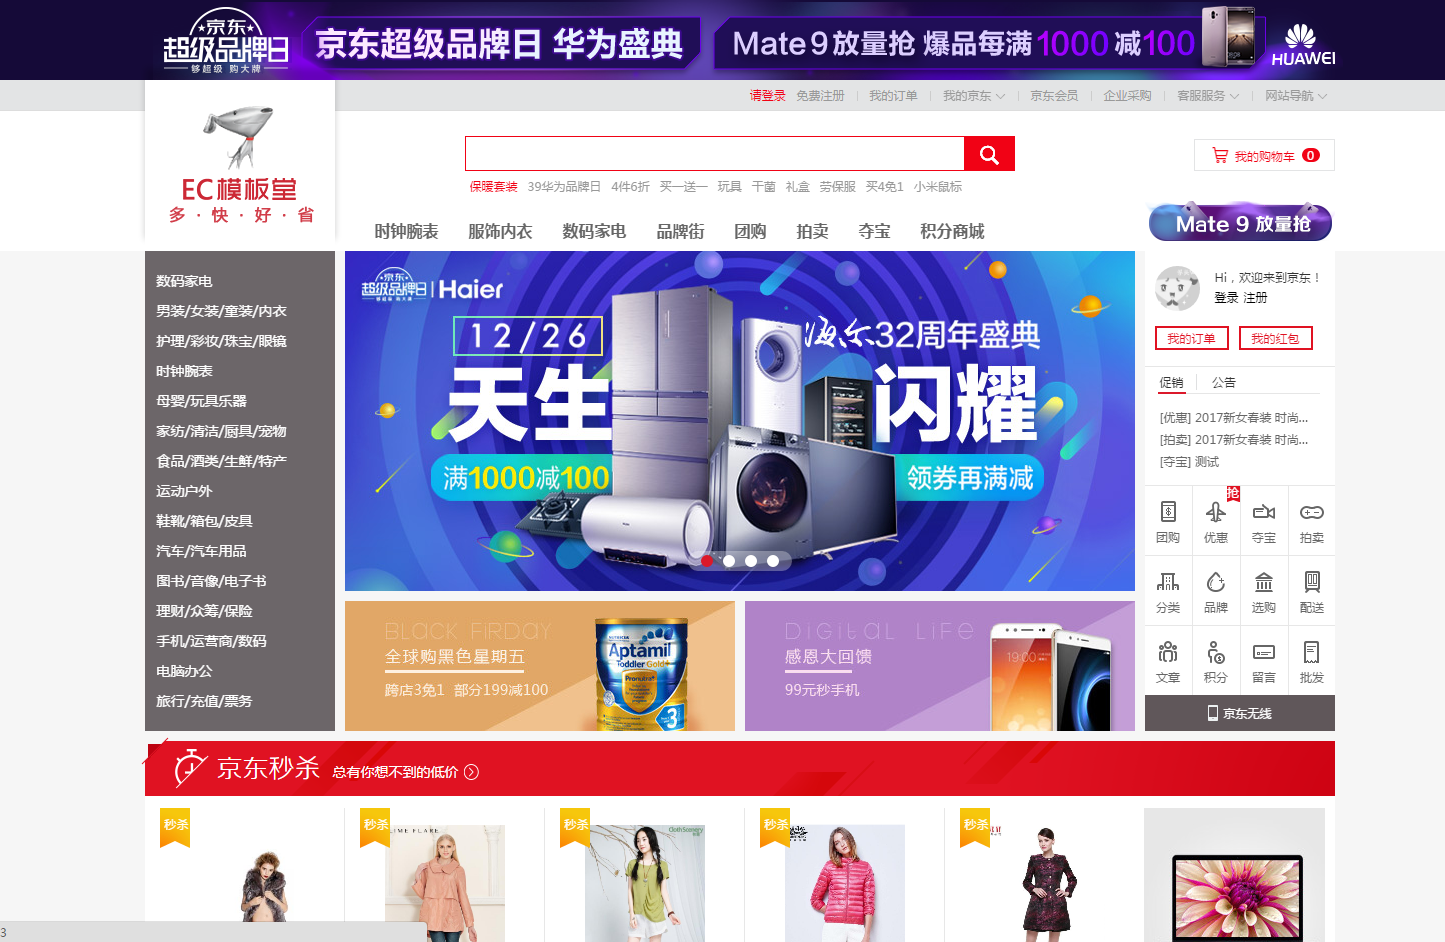 京东
超级品牌日
够超级 购大牌
京东超级品牌日 华为盛典
Mate 9 放量抢 爆品每满1000 减100
HUAWEI
请登录 免费注册 我的订单 我的京东 京东会员 企业采购 客服服务 网站导航
EC模板堂
多·快·好·省
我的购物车 0
保暖套装 39华为品牌日 4件6折 买一送一 玩具 干菌 礼盒 劳保服 买4免1 小米鼠标
时钟腕表 服饰内衣 数码家电 品牌街 团购 拍卖 夺宝 积分商城
Mate 9 放量抢
数码家电
男装/女装/童装/内衣
护理/彩妆/珠宝/眼镜
时钟腕表
母婴/玩具乐器
家纺/清洁/厨具/宠物
食品/酒类/生鲜/特产
运动户外
鞋靴/箱包/皮具
汽车/汽车用品
图书/音像/电子书
理财/众筹/保险
手机/运营商/数码
电脑办公
旅行/充值/票务
京东
超级品牌日
够超级 购大牌
Haier
12/26
海尔32周年盛典
天生 闪耀
满1000减100
领券再满减
BLACK FIRDAY
全球购黑色星期五
跨店3免1 部分199减100
NUTRICIA
Aptamil
Toddler Gold+
Pronutra+
3
DIgItal LIfe
感恩大回馈
99元秒手机
19:00
Hi，欢迎来到京东！
登录 注册
我的订单 我的红包
促销 公告
[优惠] 2017新女春装 时尚...
[拍卖] 2017新女春装 时尚...
[夺宝] 测试
抢
团购 优惠 夺宝 拍卖
分类 品牌 选购 配送
文章 积分 留言 批发
京东无线
京东秒杀 总有你想不到的低价
秒杀 秒杀 秒杀 秒杀 秒杀
LIME FLARE
ClothScenery
3